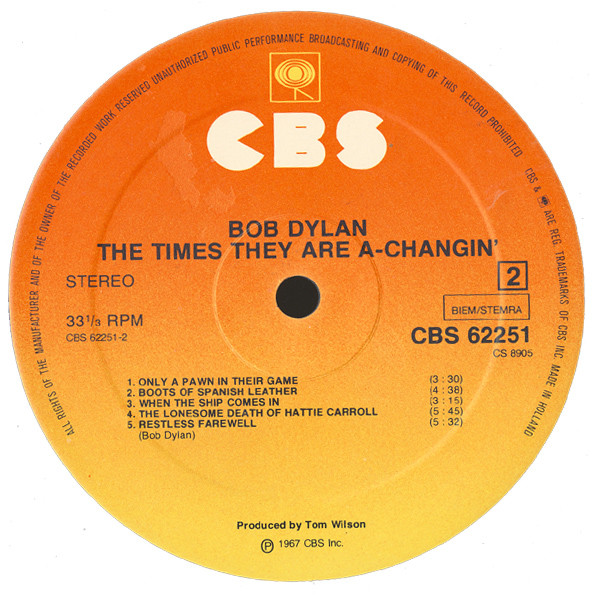 ALL RIGHTS OF THE MANUFACTURER AND OF THE OWNER OF THE RECORDED WORK RESERVED UNAUTHORIZED PUBLIC PERFORMANCE BROADCASTING AND COPYING OF THIS RECORD PROHIBITED
CBS & ARE REG. TRADEMARKS OF CBS INC. MADE IN HOLLAND
CBS
BOB DYLAN
THE TIMES THEY ARE A-CHANGIN'
STEREO
2
BIEM/STEMRA
33 1/3 RPM
CBS 62251
CBS 62251-2
CS 8905
1. ONLY A PAWN IN THEIR GAME (3 : 30)
2. BOOTS OF SPANISH LEATHER (4 : 38)
3. WHEN THE SHIP COMES IN (3 : 15)
4. THE LONESOME DEATH OF HATTIE CARROLL (5 : 45)
5. RESTLESS FAREWELL (5 : 32)
(Bob Dylan)
Produced by Tom Wilson
℗ 1967 CBS Inc.